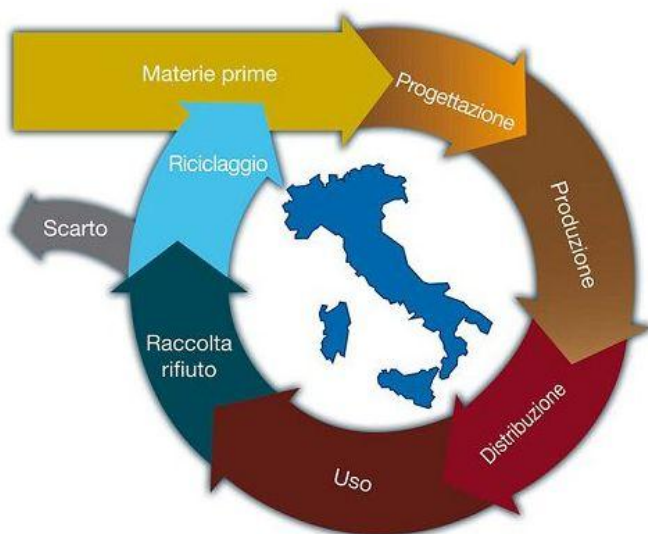 Materie prime
Progettazione
Produzione
Distribuzione
Uso
Raccolta
rifiuto
Riciclaggio
Scarto